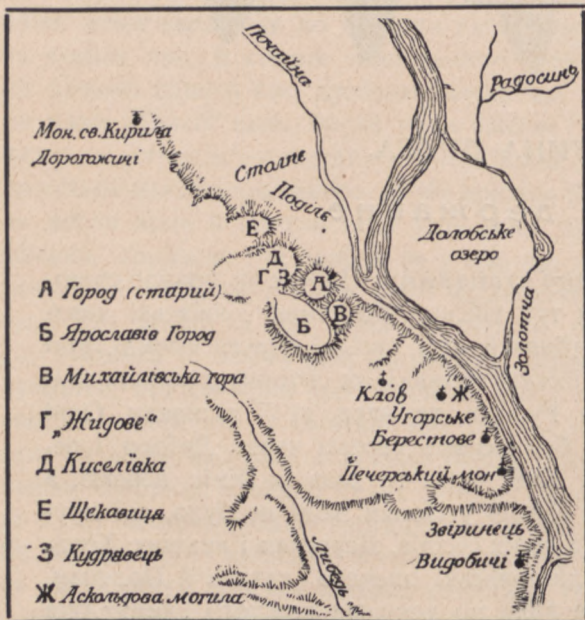 Почайна
Радосинь
Мон. св. Кирила
Дорогожичі
Столпє
Поділь
Долобське
озеро
Золотча
Е
Д
Г З
А
В
Б
А Город (старий)
Б Ярославів Город
В Михайлівська гора
Г „Жидове“
Д Киселівка
Е Щекавиця
З Кудрявець
Ж Аскольдова могила
Клов
Ж
Угорське
Берестове
Печерський мон
Звіринець
Видобичі
Либедь